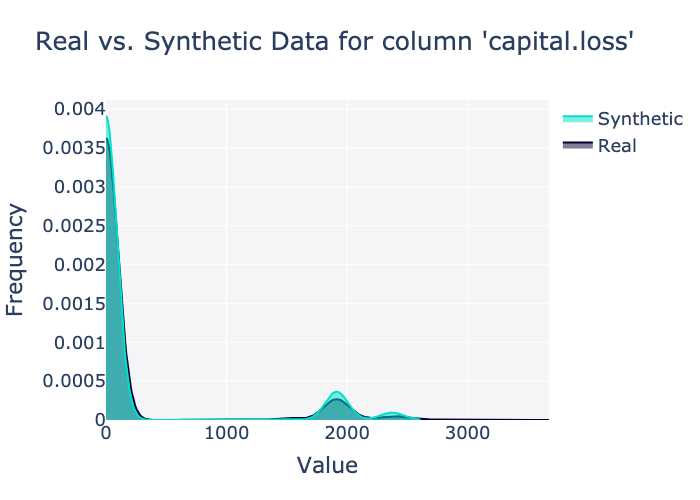 Real vs. Synthetic Data for column 'capital.loss'
Synthetic
Real
Frequency
0.004
0.0035
0.003
0.0025
0.002
0.0015
0.001
0.0005
0
0 1000 2000 3000
Value